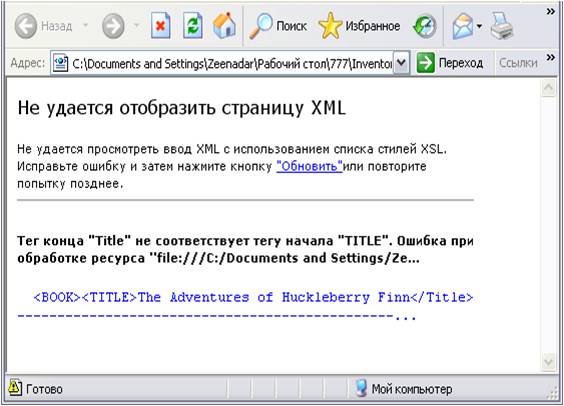 Назад Поиск Избранное »
Адрес: C:\Documents and Settings\Zeenadar\Рабочий стол\777\Invento Переход Ссылки »
Не удается отобразить страницу XML
Не удается просмотреть ввод XML с использованием списка стилей XSL.
Исправьте ошибку и затем нажмите кнопку "Обновить"или повторите
попытку позднее.
Тег конца "Title" не соответствует тегу начала "TITLE". Ошибка при
обработке ресурса "file:///C:/Documents and Settings/Ze...
<BOOK><TITLE>The Adventures of Huckleberry Finn</Title>
-----------------------------------------------...
Готово Мой компьютер